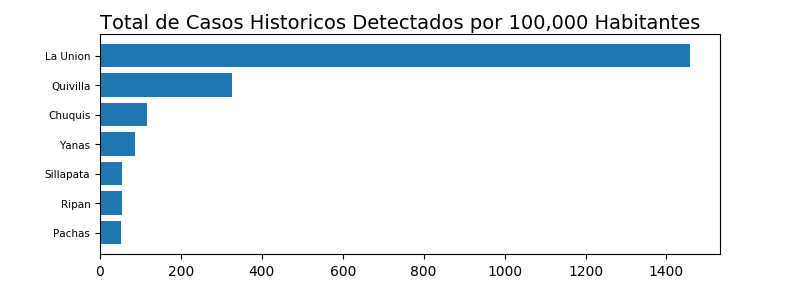 Total de Casos Historicos Detectados por 100,000 Habitantes
La Union
Quivilla
Chuquis
Yanas
Sillapata
Ripan
Pachas
0 200 400 600 800 1000 1200 1400